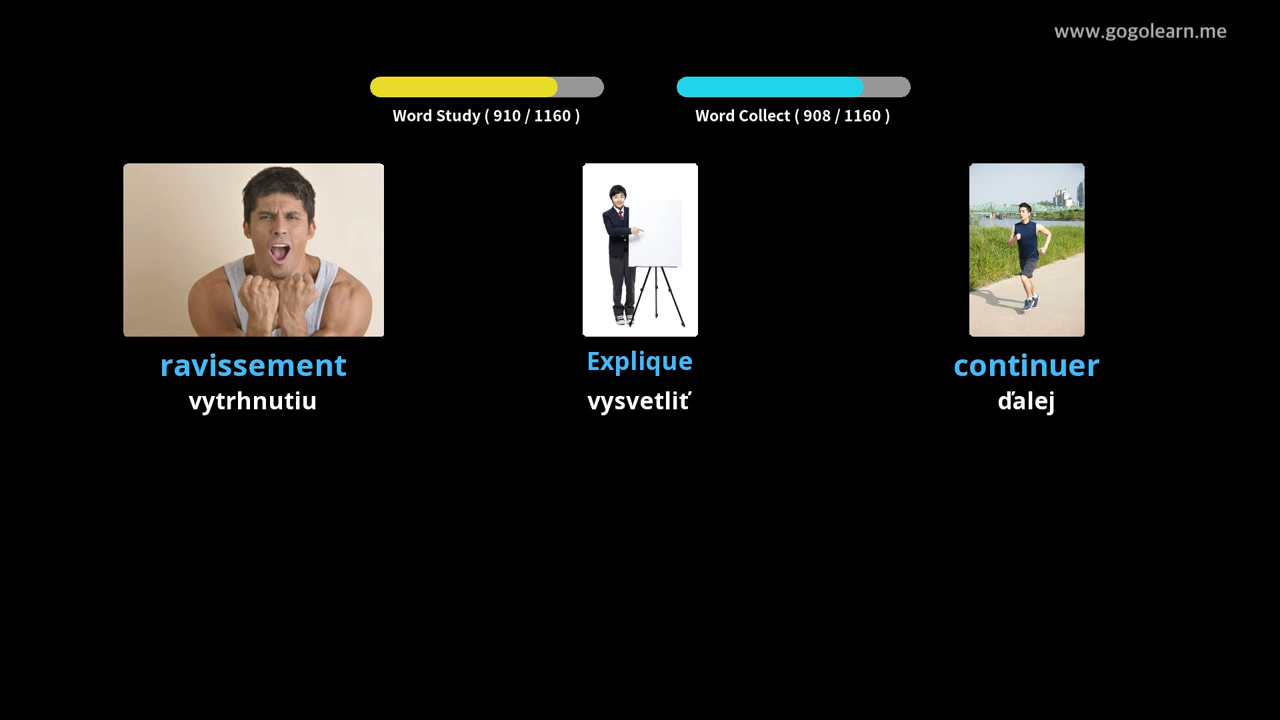 www.gogolearn.me
Word Study ( 910 / 1160 )
Word Collect ( 908 / 1160 )
ravissement
vytrhnutiu
Explique
vysvetliť
continuer
ďalej